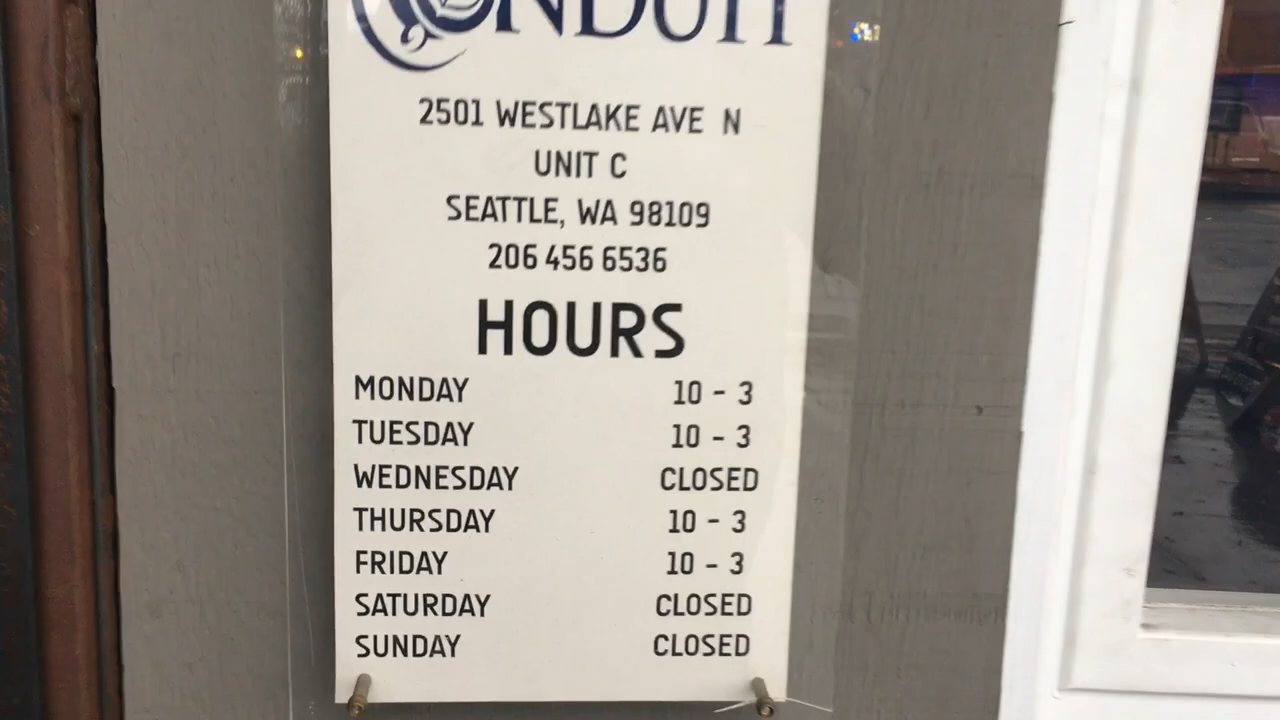 CONDUIT
2501 WESTLAKE AVE N
UNIT C
SEATTLE, WA 98109
206 456 6536
HOURS
MONDAY 10 - 3
TUESDAY 10 - 3
WEDNESDAY CLOSED
THURSDAY 10 - 3
FRIDAY 10 - 3
SATURDAY CLOSED
SUNDAY CLOSED